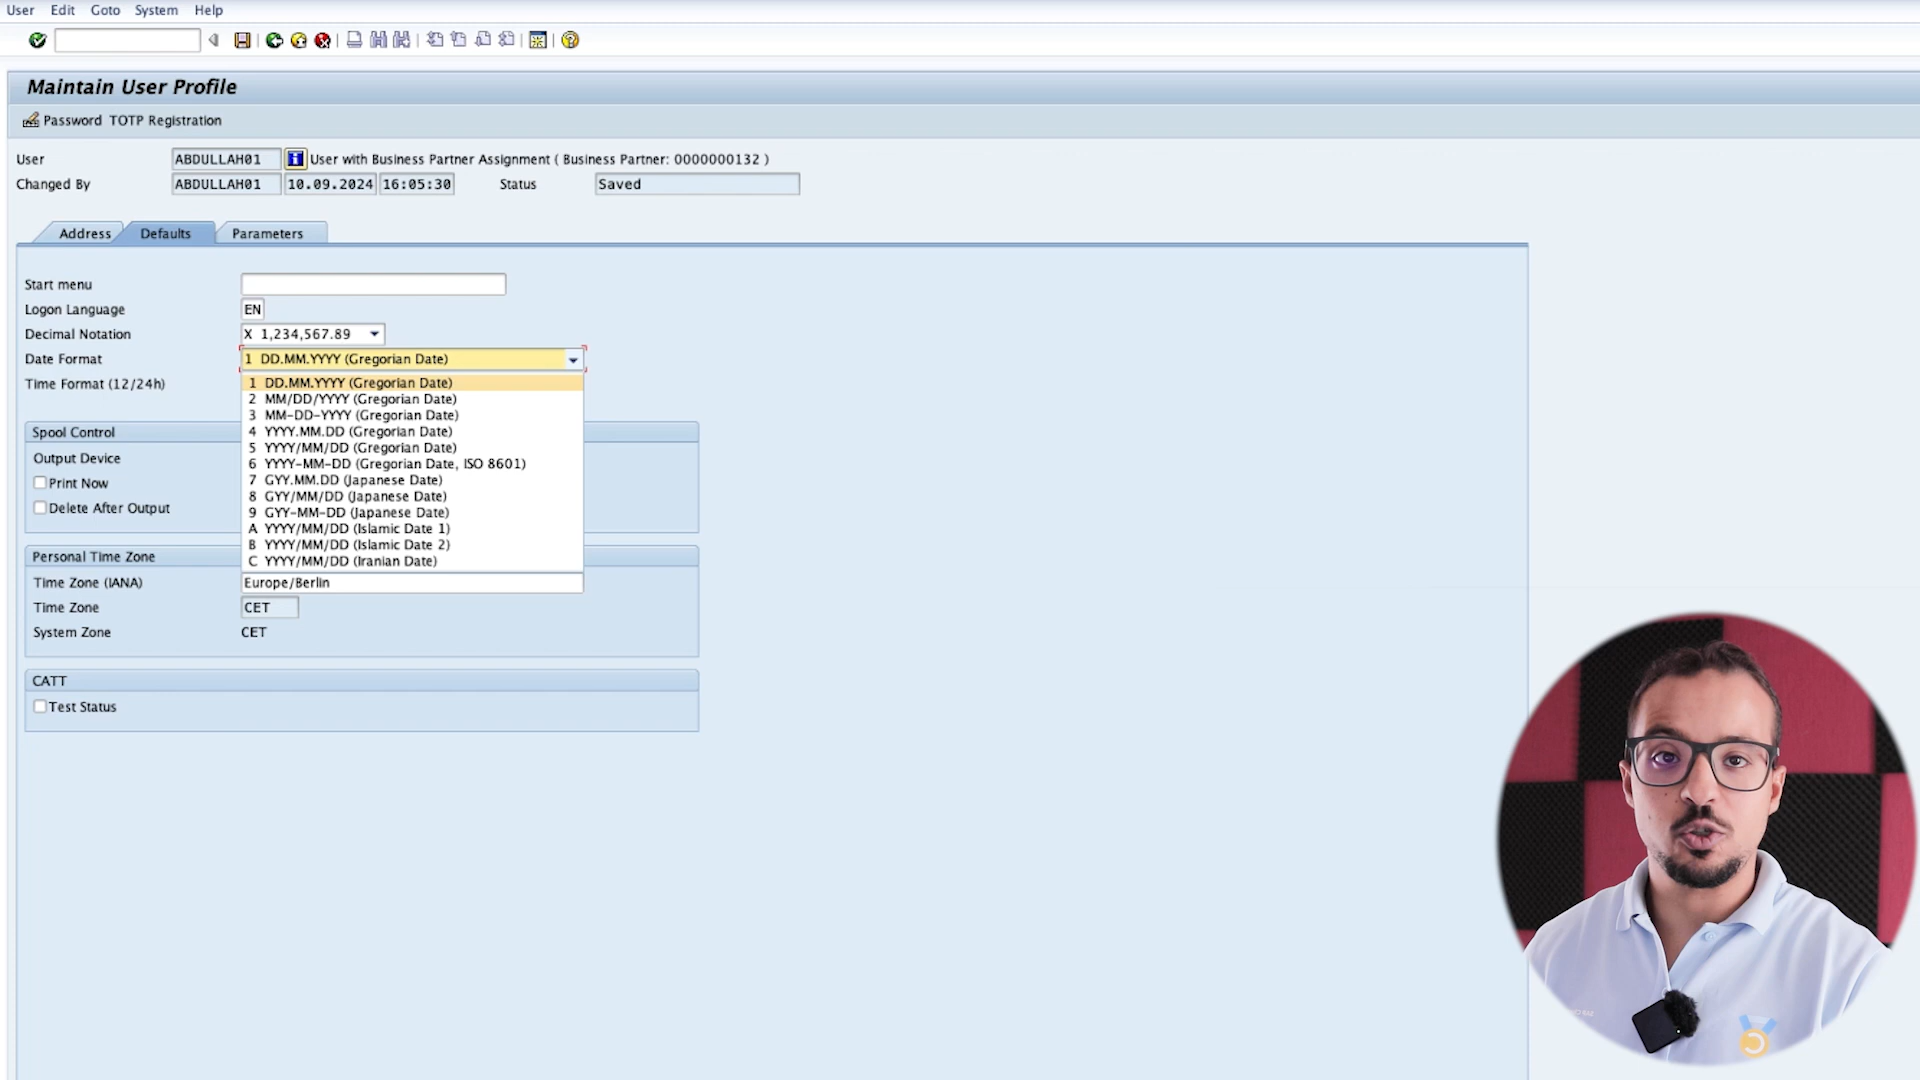 User Edit Goto System Help
Maintain User Profile
Password TOTP Registration
User ABDULLAH01 User with Business Partner Assignment ( Business Partner: 0000000132 )
Changed By ABDULLAH01 10.09.2024 16:05:30 Status Saved
Address Defaults Parameters
Start menu
Logon Language EN
Decimal Notation X 1,234,567.89
Date Format 1 DD.MM.YYYY (Gregorian Date)
Time Format (12/24h)
1 DD.MM.YYYY (Gregorian Date)
2 MM/DD/YYYY (Gregorian Date)
3 MM-DD-YYYY (Gregorian Date)
4 YYYY.MM.DD (Gregorian Date)
5 YYYY/MM/DD (Gregorian Date)
6 YYYY-MM-DD (Gregorian Date, ISO 8601)
7 GYY.MM.DD (Japanese Date)
8 GYY/MM/DD (Japanese Date)
9 GYY-MM-DD (Japanese Date)
A YYYY/MM/DD (Islamic Date 1)
B YYYY/MM/DD (Islamic Date 2)
C YYYY/MM/DD (Iranian Date)
Spool Control
Output Device
Print Now
Delete After Output
Personal Time Zone
Time Zone (IANA) Europe/Berlin
Time Zone CET
System Zone CET
CATT
Test Status